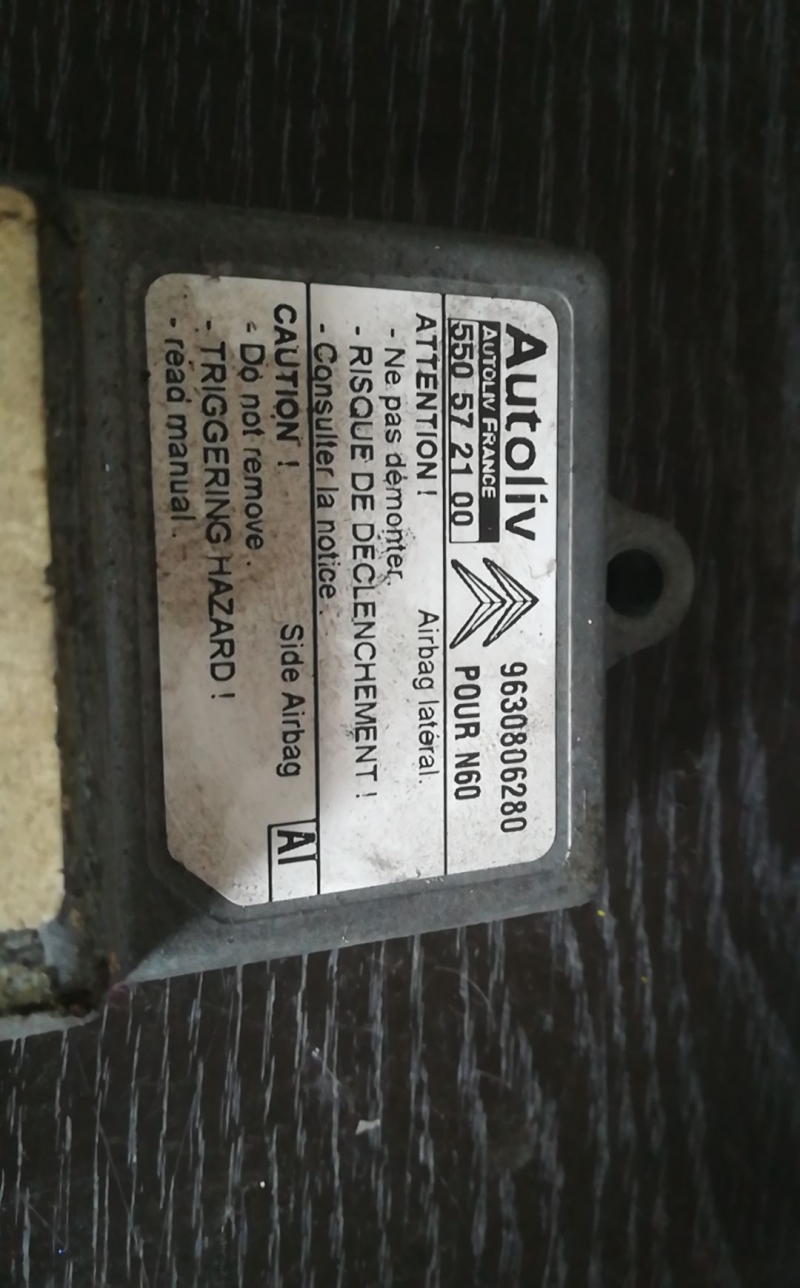 Autoliv
AUTOLIV FRANCE
550 57 21 00
9630806280
POUR N60
ATTENTION ! Airbag latéral.
- Ne pas démonter.
- RISQUE DE DÉCLENCHEMENT !
- Consulter la notice.
CAUTION ! Side Airbag
- Do not remove.
- TRIGGERING HAZARD !
- read manual.
AI